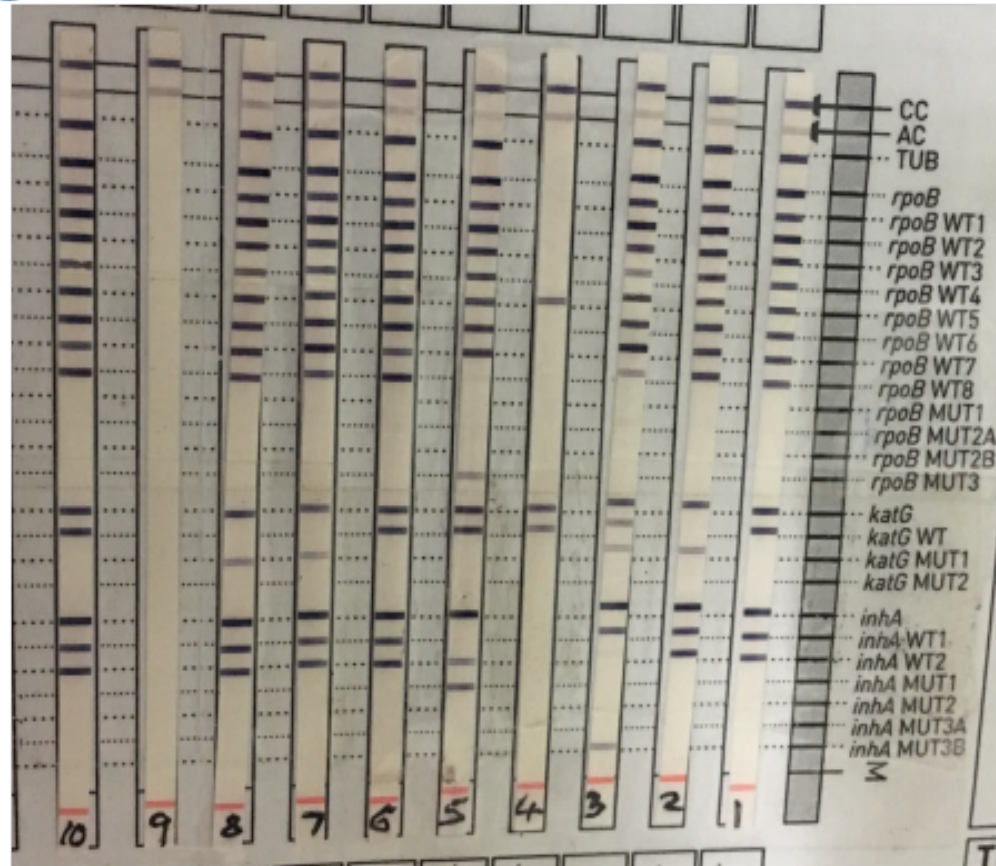 CC
AC
TUB
rpoB
rpoB WT1
rpoB WT2
rpoB WT3
rpoB WT4
rpoB WT5
rpoB WT6
rpoB WT7
rpoB WT8
rpoB MUT1
rpoB MUT2A
rpoB MUT2B
rpoB MUT3
katG
katG WT
katG MUT1
katG MUT2
inhA
inhA WT1
inhA WT2
inhA MUT1
inhA MUT2
inhA MUT3A
inhA MUT3B
M
10 9 8 7 6 5 4 3 2 1
T